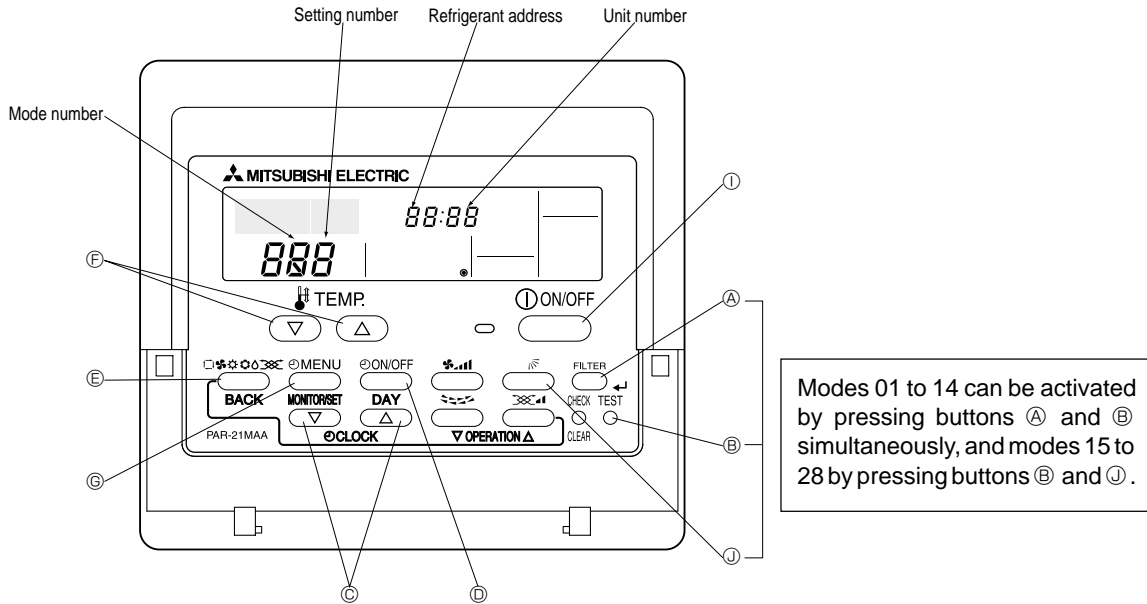 Setting number Refrigerant address Unit number
Mode number
MITSUBISHI ELECTRIC
88:88
888
Ⓘ
Ⓕ
TEMP. ON/OFF
Ⓐ
MENU ON/OFF FILTER
Ⓔ
BACK MONITOR/SET DAY CHECK TEST
PAR-21MAA CLOCK ▽ OPERATION △ CLEAR
Ⓑ
Ⓖ
Ⓙ
Ⓒ Ⓓ
Modes 01 to 14 can be activated
by pressing buttons Ⓐ and Ⓑ
simultaneously, and modes 15 to
28 by pressing buttons Ⓑ and Ⓙ.